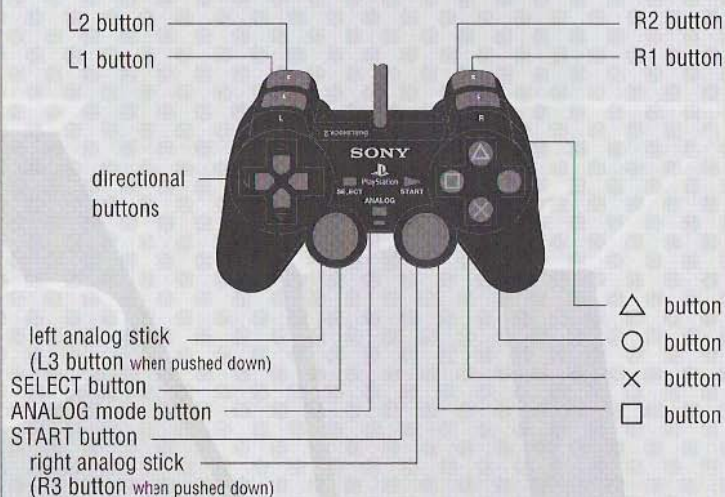 L2 button
R2 button
L1 button
R1 button
L
R
DUALSHOCK 2
SONY
PlayStation
SELECT
START
ANALOG
directional
buttons
△ button
○ button
× button
□ button
left analog stick
(L3 button when pushed down)
SELECT button
ANALOG mode button
START button
right analog stick
(R3 button when pushed down)